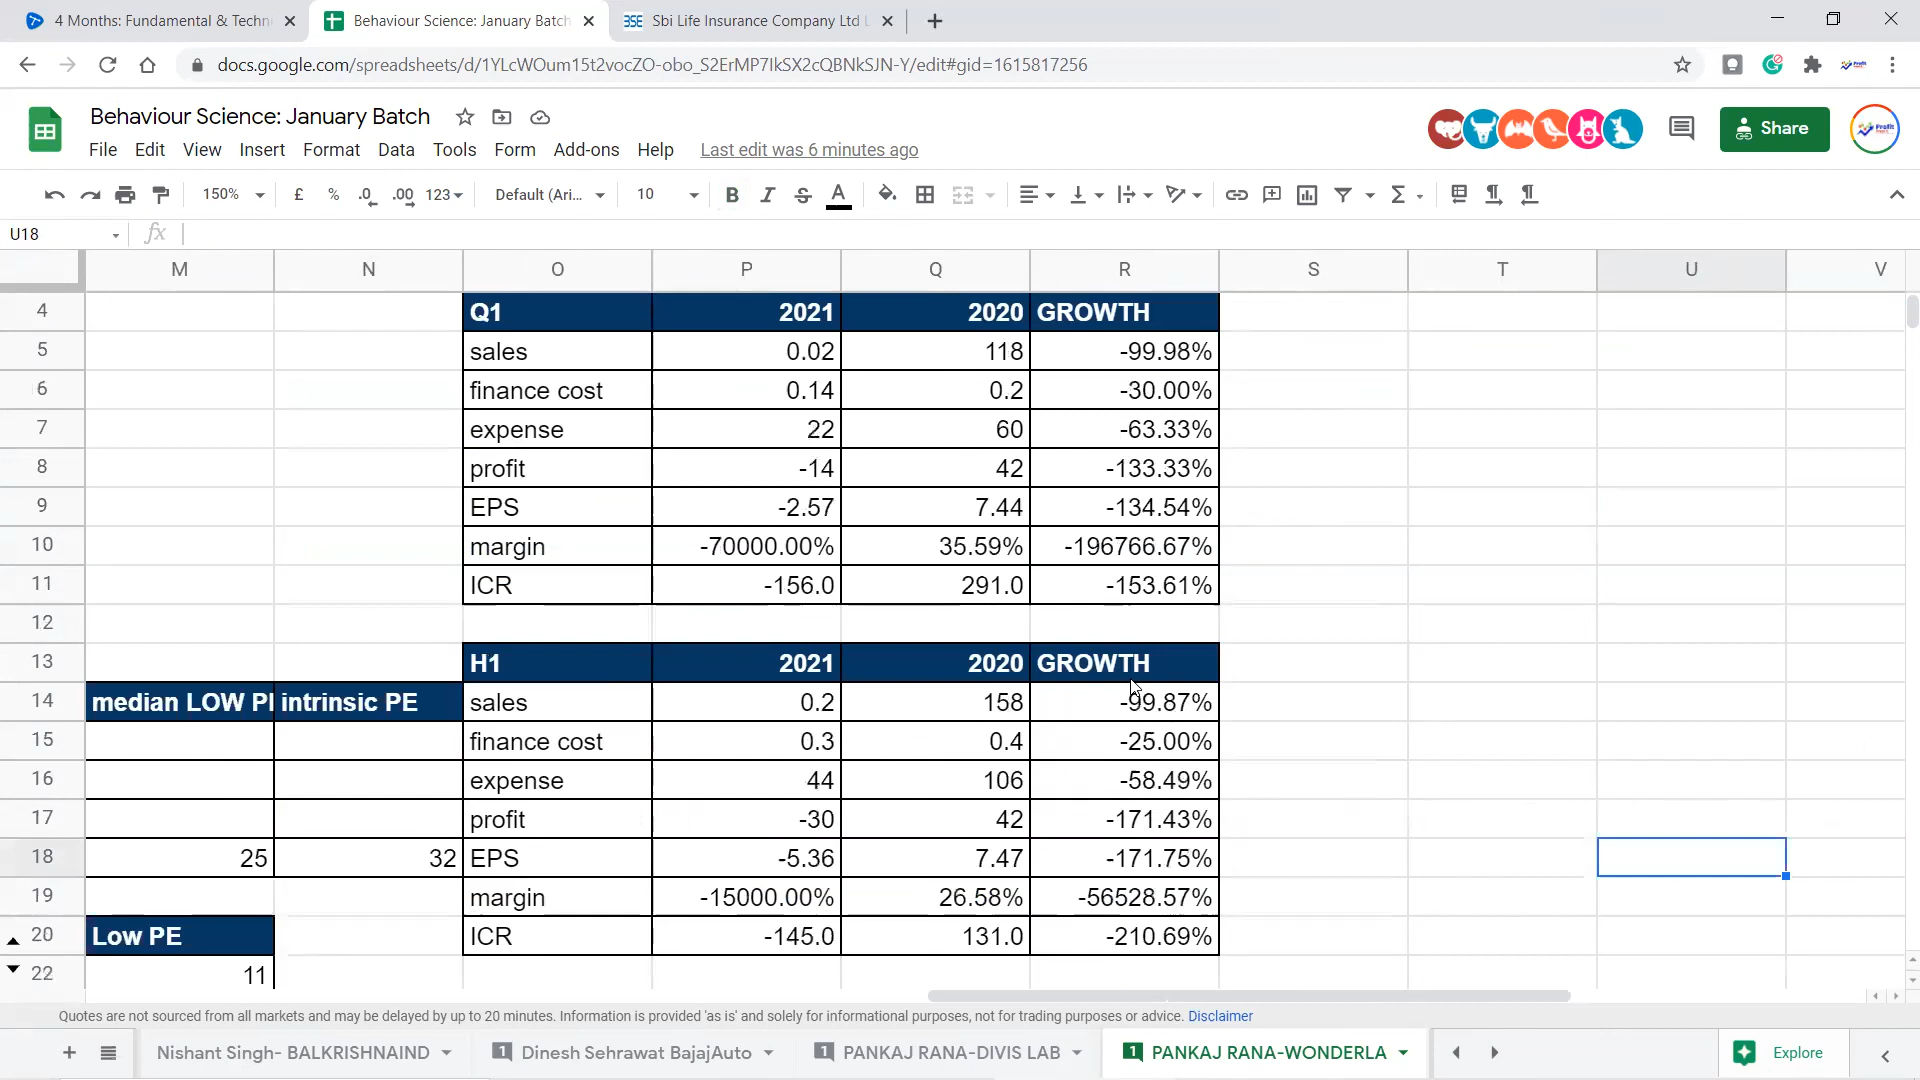 4 Months: Fundamental & Techn
Behaviour Science: January Batch
BSE Sbi Life Insurance Company Ltd L
docs.google.com/spreadsheets/d/1YLcWOum15t2vocZO-obo_S2ErMP7IkSX2cQBNkSJN-Y/edit#gid=1615817256
Behaviour Science: January Batch
Share
File Edit View Insert Format Data Tools Form Add-ons Help Last edit was 6 minutes ago
150% £ % .0 .00 123 Default (Ari... 10 B I S A
U18 fx
M N O P Q R S T U V
4 Q1 2021 2020 GROWTH
5 sales 0.02 118 -99.98%
6 finance cost 0.14 0.2 -30.00%
7 expense 22 60 -63.33%
8 profit -14 42 -133.33%
9 EPS -2.57 7.44 -134.54%
10 margin -70000.00% 35.59% -196766.67%
11 ICR -156.0 291.0 -153.61%
12
13 H1 2021 2020 GROWTH
14 median LOW PE intrinsic PE sales 0.2 158 -99.87%
15 finance cost 0.3 0.4 -25.00%
16 expense 44 106 -58.49%
17 profit -30 42 -171.43%
18 25 32 EPS -5.36 7.47 -171.75%
19 margin -15000.00% 26.58% -56528.57%
20 Low PE ICR -145.0 131.0 -210.69%
22 11
Quotes are not sourced from all markets and may be delayed by up to 20 minutes. Information is provided 'as is' and solely for informational purposes, not for trading purposes or advice. Disclaimer
Nishant Singh- BALKRISHNAIND 1 Dinesh Sehrawat BajajAuto 1 PANKAJ RANA-DIVIS LAB 1 PANKAJ RANA-WONDERLA Explore